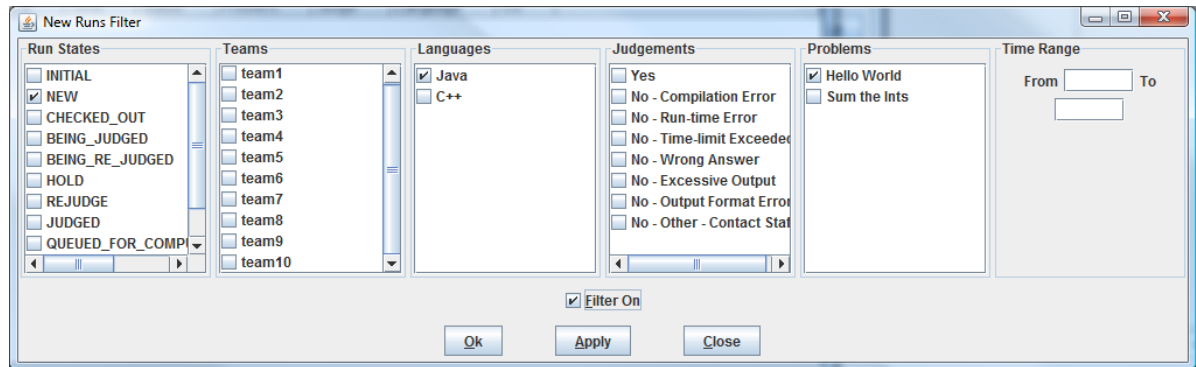 New Runs Filter
Run States
INITIAL
NEW
CHECKED_OUT
BEING_JUDGED
BEING_RE_JUDGED
HOLD
REJUDGE
JUDGED
QUEUED_FOR_COMP
Teams
team1
team2
team3
team4
team5
team6
team7
team8
team9
team10
Languages
Java
C++
Judgements
Yes
No - Compilation Error
No - Run-time Error
No - Time-limit Exceeded
No - Wrong Answer
No - Excessive Output
No - Output Format Error
No - Other - Contact Staf
Problems
Hello World
Sum the Ints
Time Range
From To
Filter On
Ok Apply Close